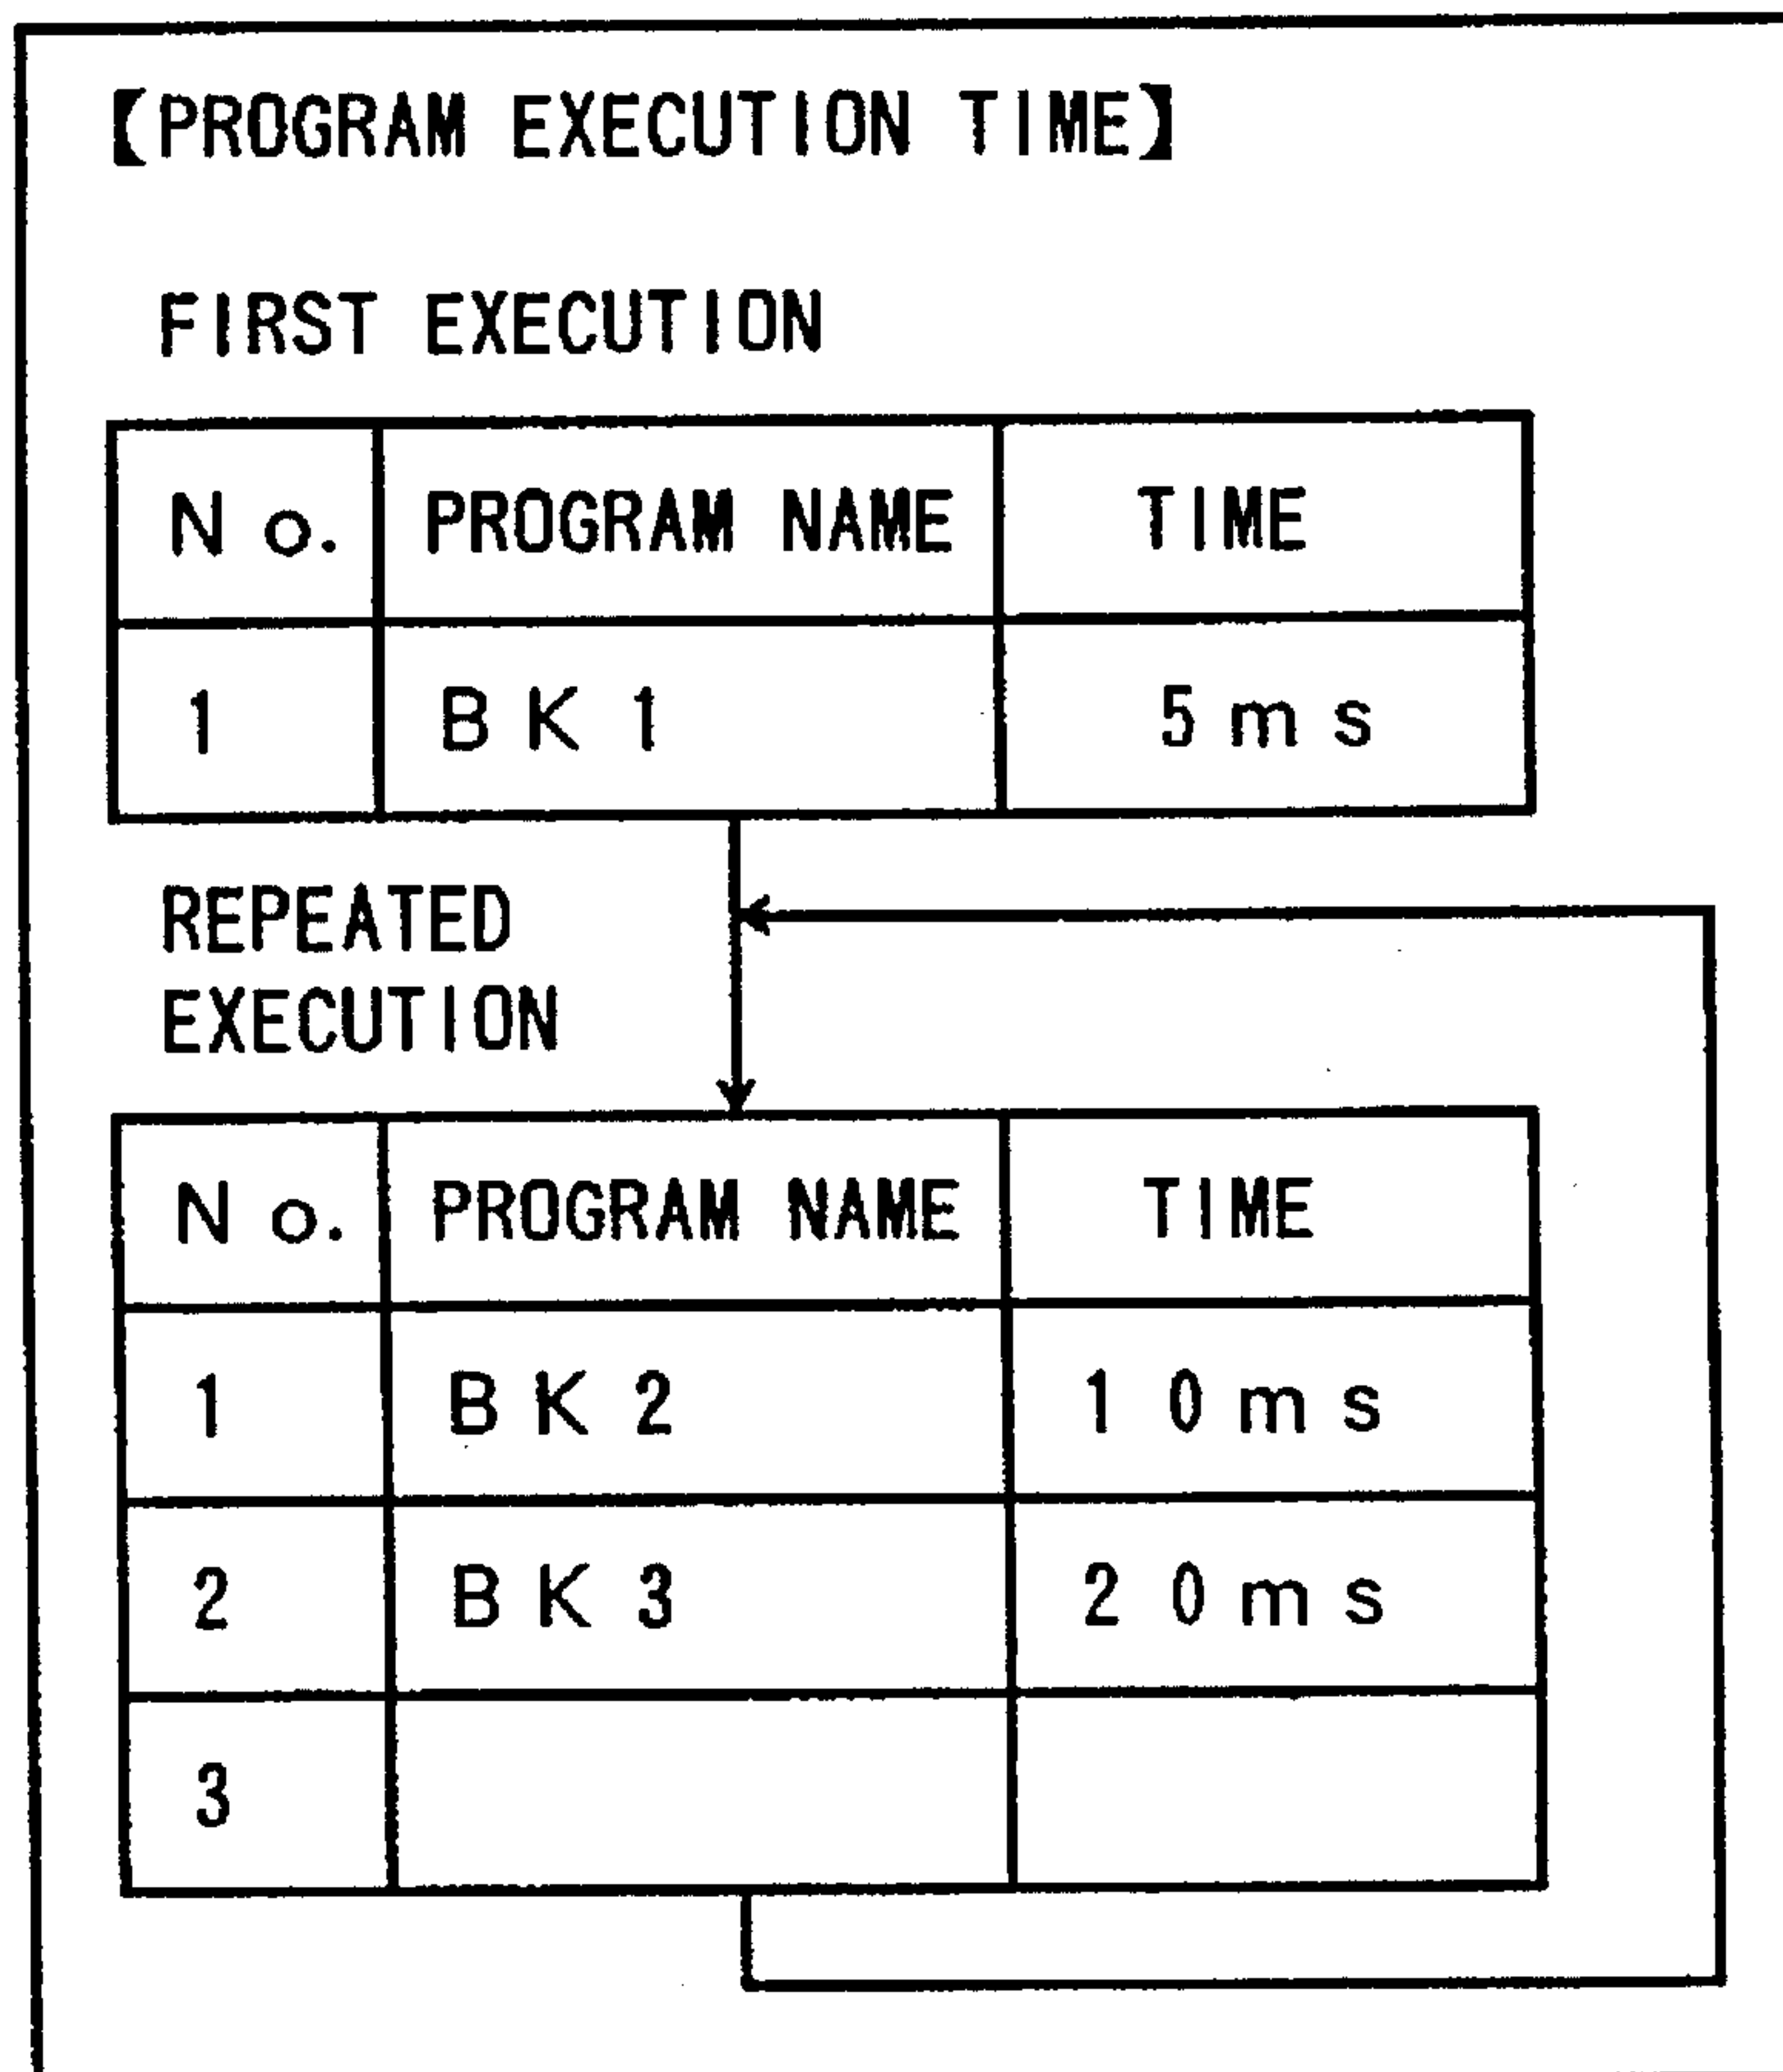 【PROGRAM EXECUTION TIME】
FIRST EXECUTION
No. PROGRAM NAME TIME
1 BK1 5ms
REPEATED
EXECUTION
No. PROGRAM NAME TIME
1 BK2 10ms
2 BK3 20ms
3